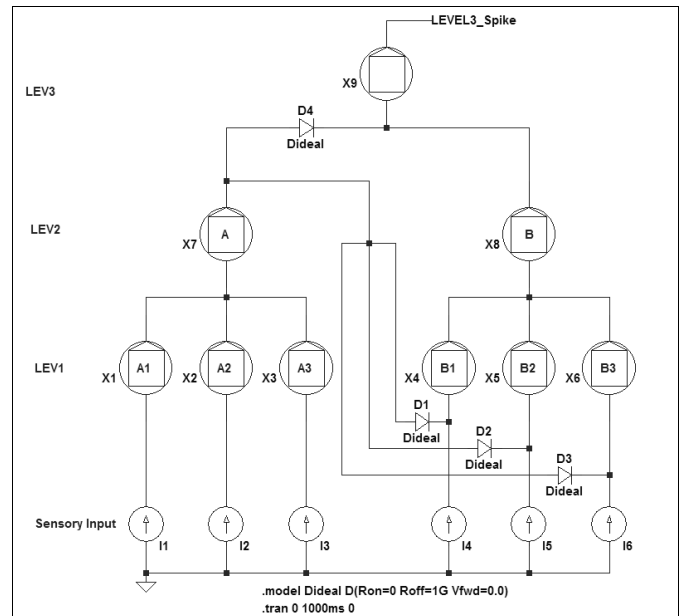 LEVEL3_Spike
X9
LEV3
D4
Dideal
LEV2
X7
A
X8
B
LEV1
X1
A1
X2
A2
X3
A3
X4
B1
X5
B2
X6
B3
D1
Dideal
D2
Dideal
D3
Dideal
Sensory Input
I1
I2
I3
I4
I5
I6
.model Dideal D(Ron=0 Roff=1G Vfwd=0.0)
.tran 0 1000ms 0